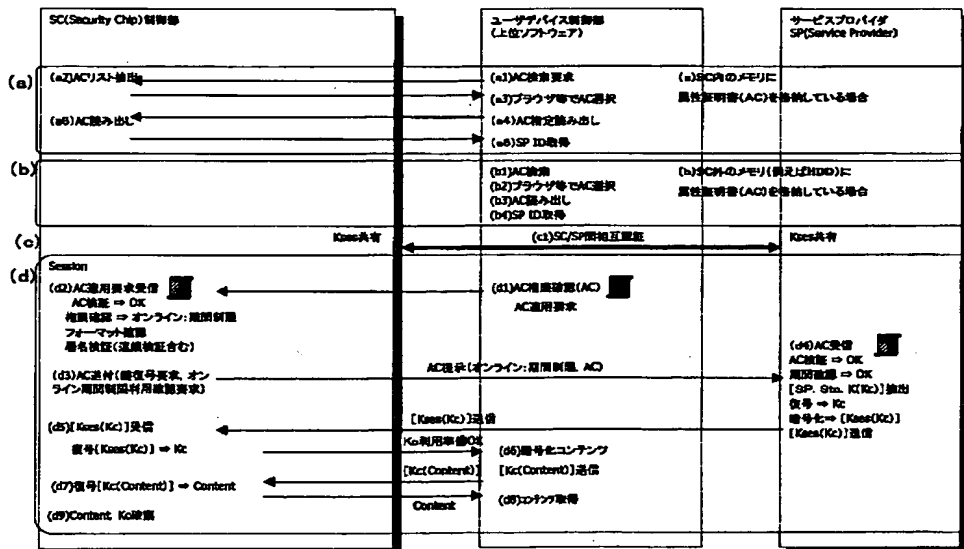 SC(Security Chip)制御部
ユーザデバイス制御部
(上位ソフトウェア)
サービスプロバイダ
SP(Service Provider)
(a)
(a2)ACリスト抽出
(a1)AC検索要求
(a)SC内のメモリに
属性証明書(AC)を格納している場合
(a3)ブラウザ等でAC選択
(a5)AC読み出し
(a4)AC指定読み出し
(a6)SP ID取得
(b)
(b1)AC検索
(b2)ブラウザ等でAC選択
(b3)AC読み出し
(b4)SP ID取得
(b)SC外のメモリ(例えばHDD)に
属性証明書(AC)を格納している場合
(c)
Kses共有
(c1)SC/SP間相互認証
Kses共有
(d)
Session
(d2)AC適用要求受信
AC検証 ⇒ OK
権限確認 ⇒ オンライン:期間制限
フォーマット確認
署名検証(連鎖検証含む)
(d1)AC権限確認(AC)
AC適用要求
(d3)AC送付(暗復号要求, オン
ライン期間制限利用確認要求)
AC提示(オンライン:期間制限, AC)
(d4)AC受信
AC検証 ⇒ OK
期間確認 ⇒ OK
[SP. Sto. K(Kc)]抽出
復号 ⇒ Kc
暗号化⇒ [Kses(Kc)]
[Kses(Kc)]送信
[Kses(Kc)]送信
(d5)[Kses(Kc)]受信
復号[Kses(Kc)] ⇒ Kc
Kc利用準備OK
(d6)暗号化コンテンツ
[Kc(Content)]送信
[Kc(Content)]
(d7)復号[Kc(Content)] ⇒ Content
Content
(d8)コンテンツ取得
(d9)Content, Kc破棄